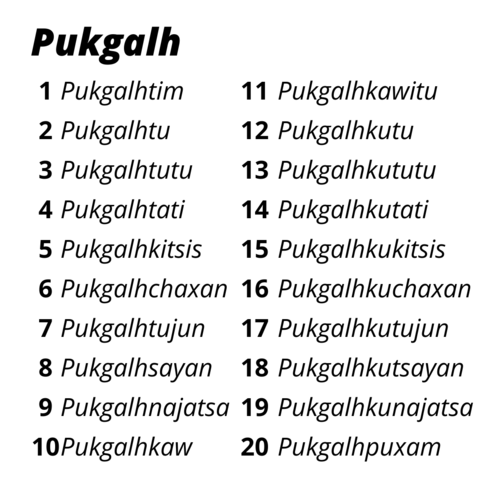 Pukgalh
1 Pukgalhtim
2 Pukgalhtu
3 Pukgalhtutu
4 Pukgalhtati
5 Pukgalhkitsis
6 Pukgalhchaxan
7 Pukgalhtujun
8 Pukgalhsayan
9 Pukgalhnajatsa
10Pukgalhkaw
11 Pukgalhkawitu
12 Pukgalhkutu
13 Pukgalhkututu
14 Pukgalhkutati
15 Pukgalhkukitsis
16 Pukgalhkuchaxan
17 Pukgalhkutujun
18 Pukgalhkutsayan
19 Pukgalhkunajatsa
20 Pukgalhpuxam